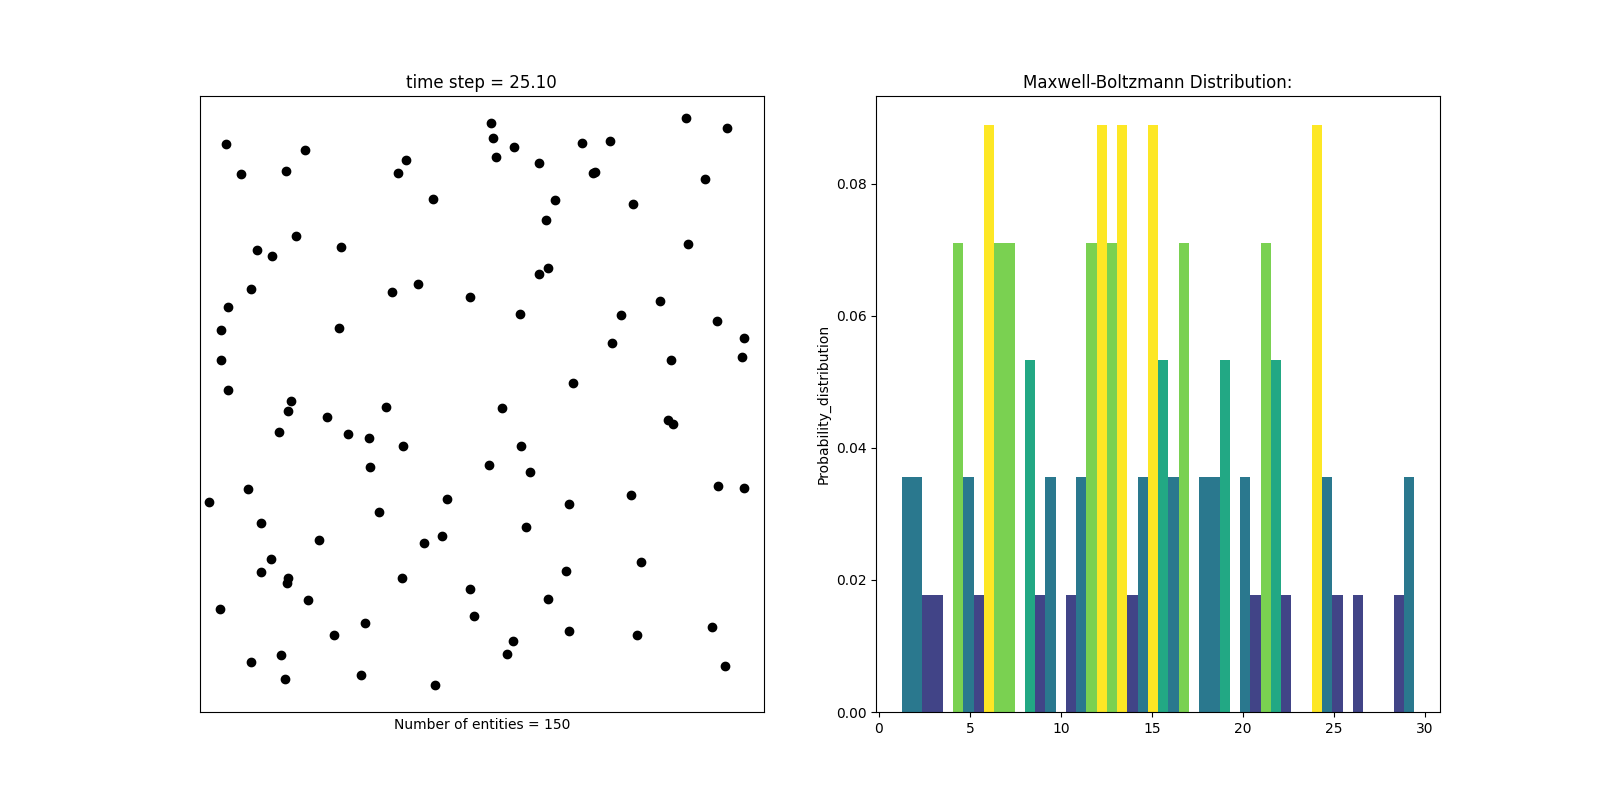 time step = 25.10
Number of entities = 150
Maxwell-Boltzmann Distribution:
Probability_distribution
0.08
0.06
0.04
0.02
0.00
0 5 10 15 20 25 30